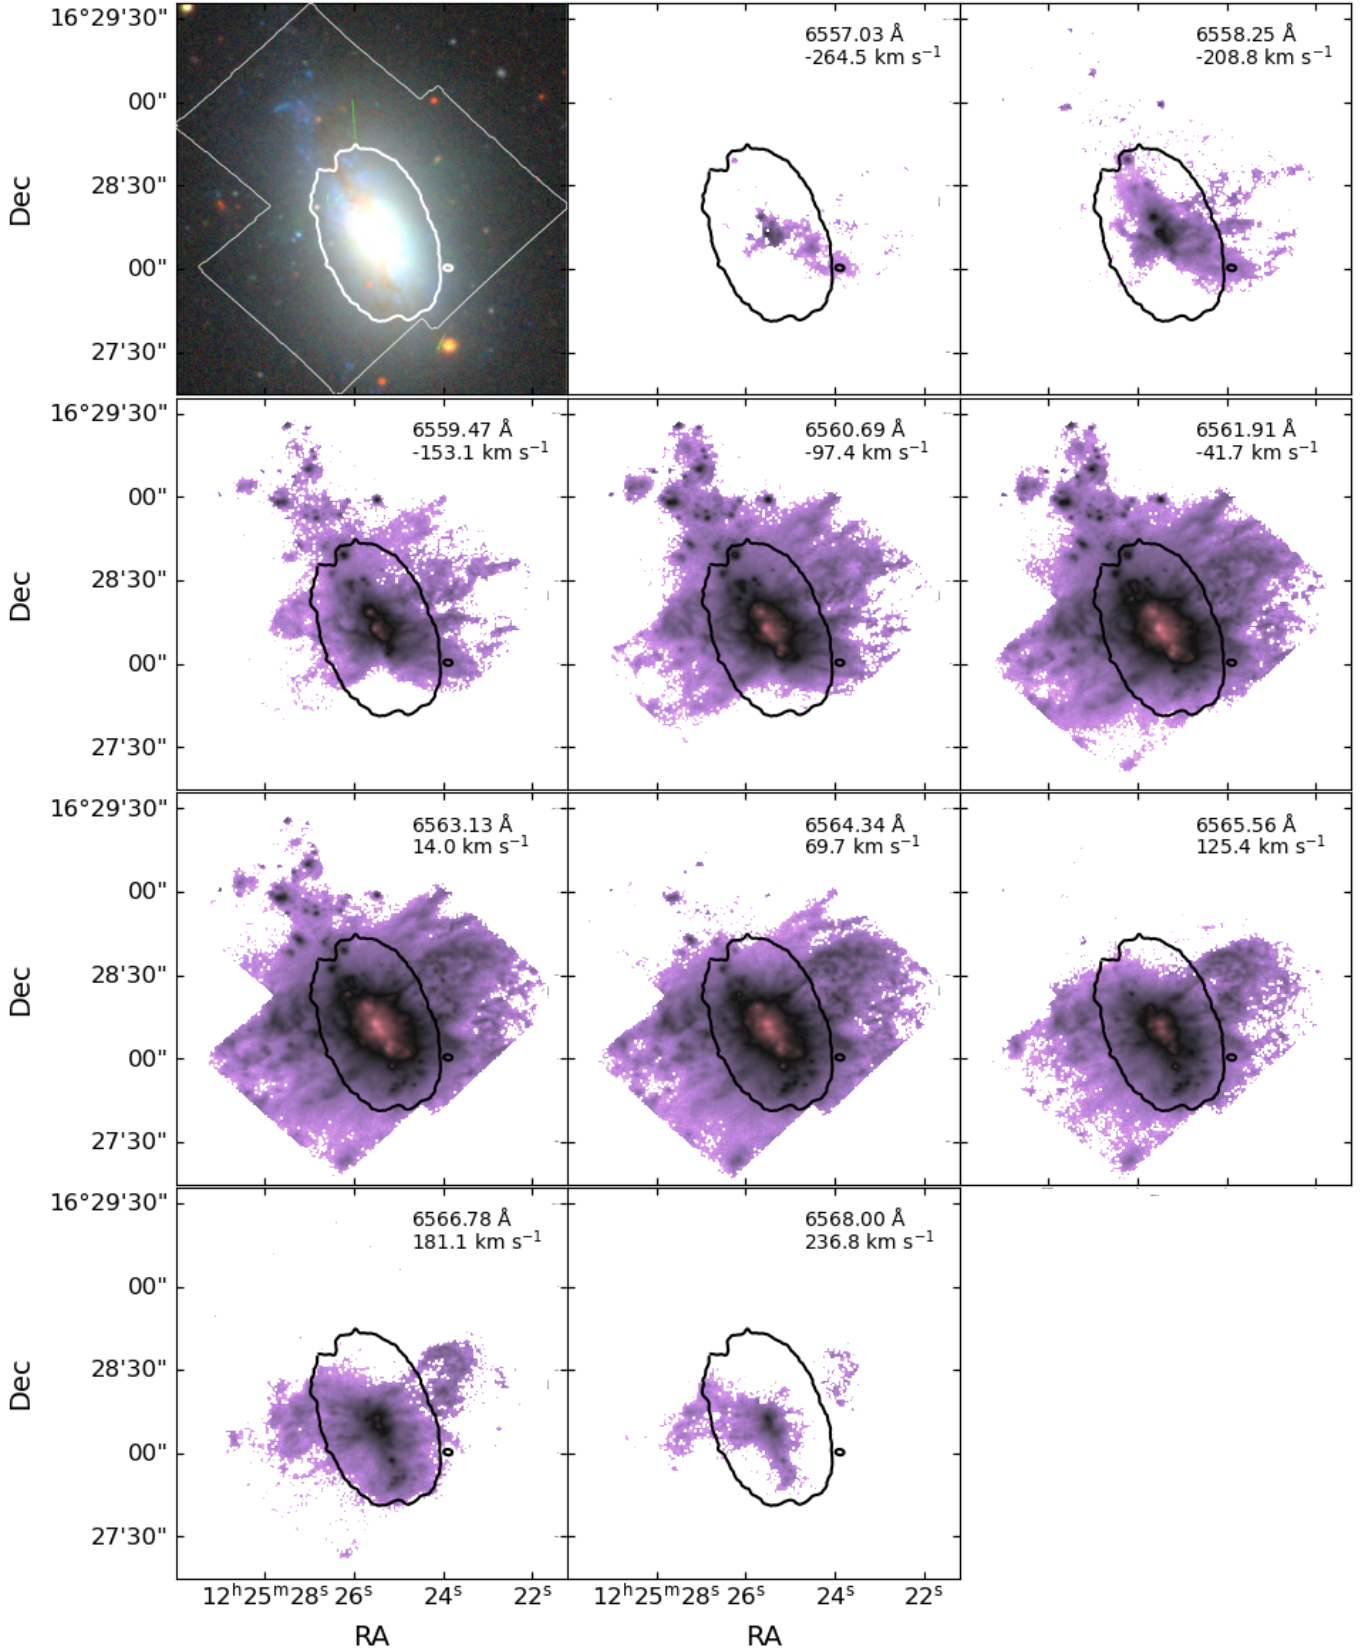 16°29'30"
00"
28'30"
00"
27'30"
Dec
6557.03 Å
-264.5 km s⁻¹
6558.25 Å
-208.8 km s⁻¹
16°29'30"
00"
28'30"
00"
27'30"
Dec
6559.47 Å
-153.1 km s⁻¹
6560.69 Å
-97.4 km s⁻¹
6561.91 Å
-41.7 km s⁻¹
16°29'30"
00"
28'30"
00"
27'30"
Dec
6563.13 Å
14.0 km s⁻¹
6564.34 Å
69.7 km s⁻¹
6565.56 Å
125.4 km s⁻¹
16°29'30"
00"
28'30"
00"
27'30"
Dec
6566.78 Å
181.1 km s⁻¹
6568.00 Å
236.8 km s⁻¹
12ʰ25ᵐ28ˢ 26ˢ 24ˢ 22ˢ
12ʰ25ᵐ28ˢ 26ˢ 24ˢ 22ˢ
RA
RA